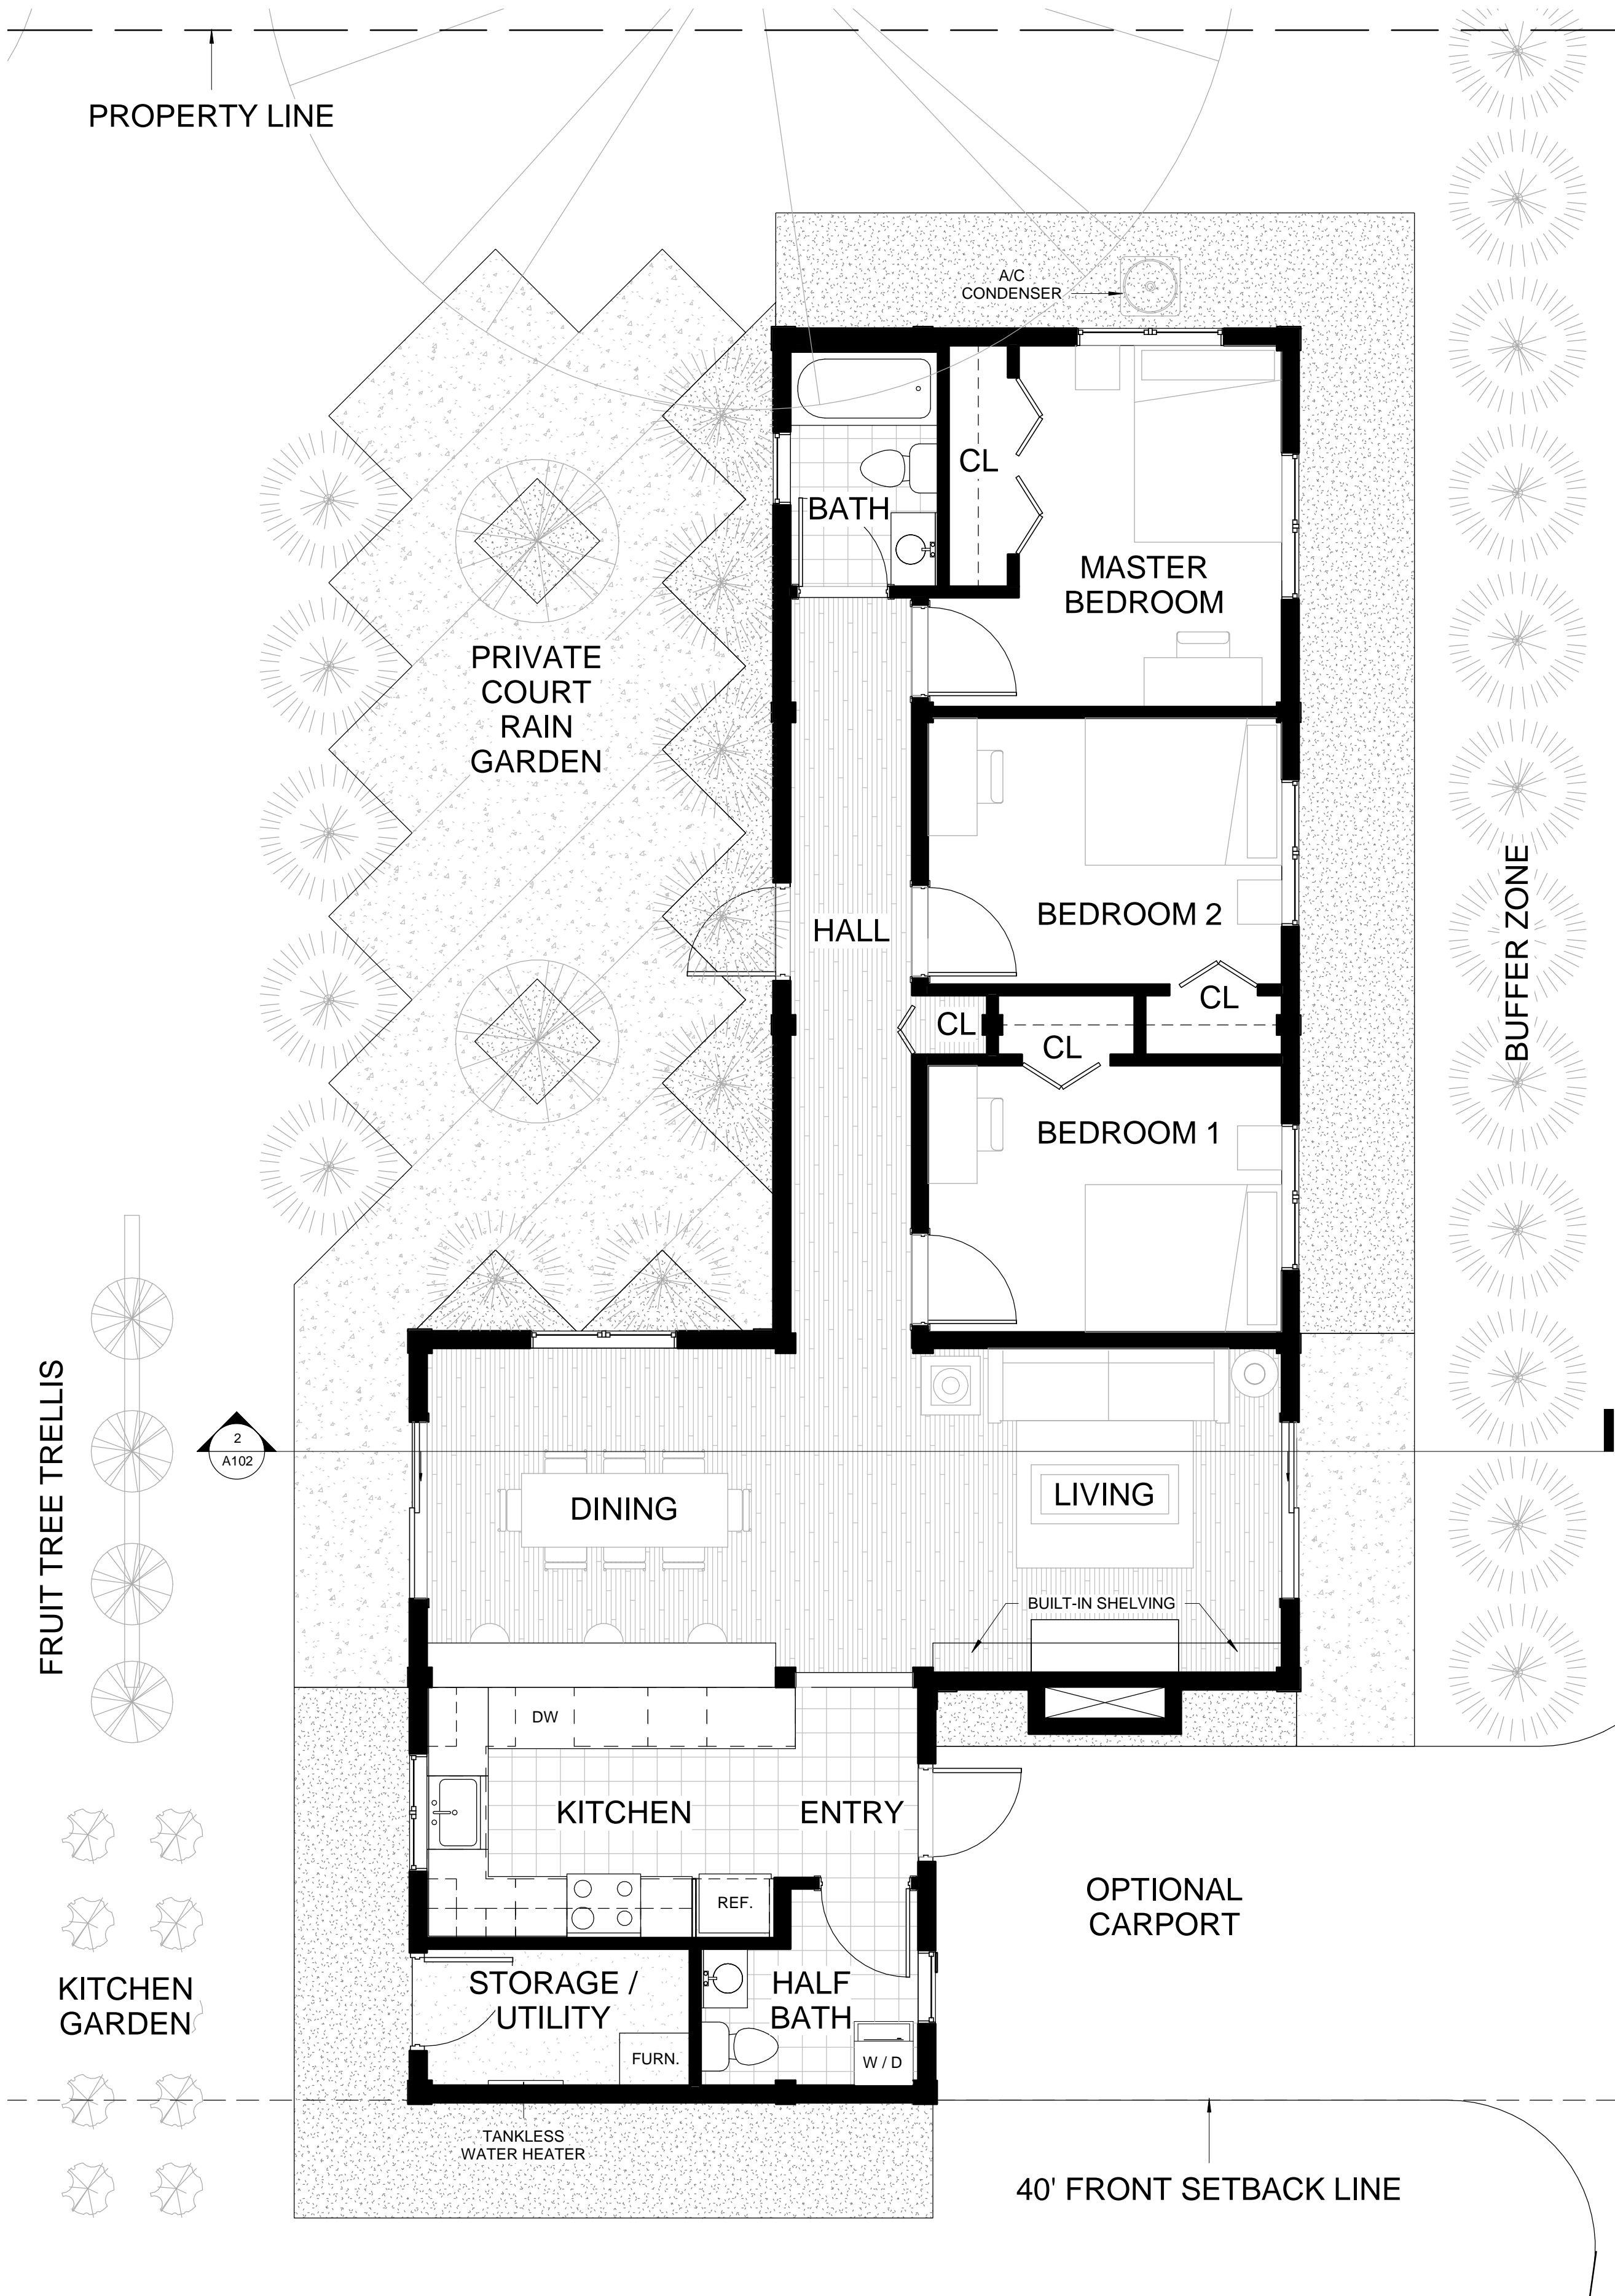 PROPERTY LINE
A/C
CONDENSER
CL
BATH
MASTER
BEDROOM
PRIVATE
COURT
RAIN
GARDEN
BEDROOM 2
HALL
BUFFER ZONE
CL
CL
CL
BEDROOM 1
FRUIT TREE TRELLIS
2
A102
DINING
LIVING
BUILT-IN SHELVING
DW
KITCHEN
ENTRY
REF.
OPTIONAL
CARPORT
KITCHEN
GARDEN
STORAGE /
UTILITY
HALF
BATH
FURN.
W / D
TANKLESS
WATER HEATER
40' FRONT SETBACK LINE